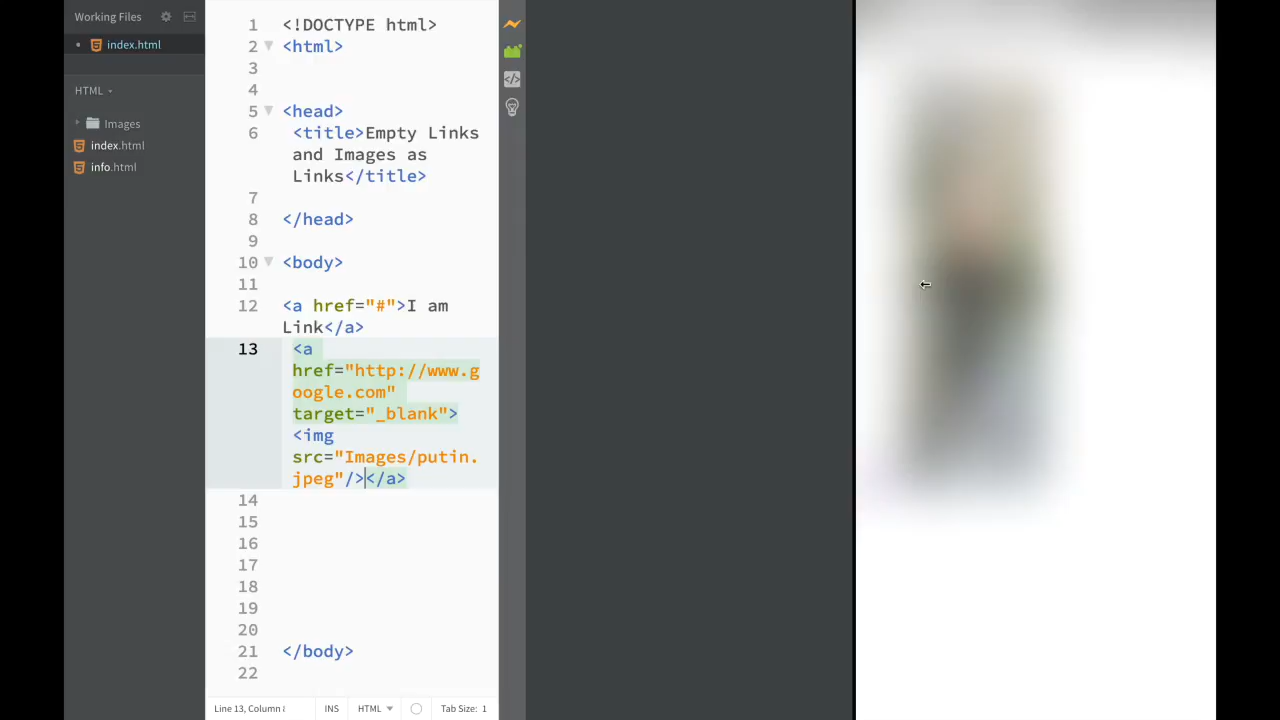 Working Files
index.html
HTML
Images
index.html
info.html
1 <!DOCTYPE html>
2 <html>
3
4
5 <head>
6 <title>Empty Links
and Images as
Links</title>
7
8 </head>
9
10 <body>
11
12 <a href="#">I am
Link</a>
13 <a
href="http://www.g
oogle.com"
target="_blank">
<img
src="Images/putin.
jpeg"/></a>
14
15
16
17
18
19
20
21 </body>
22
Line 13, Column INS HTML Tab Size: 1